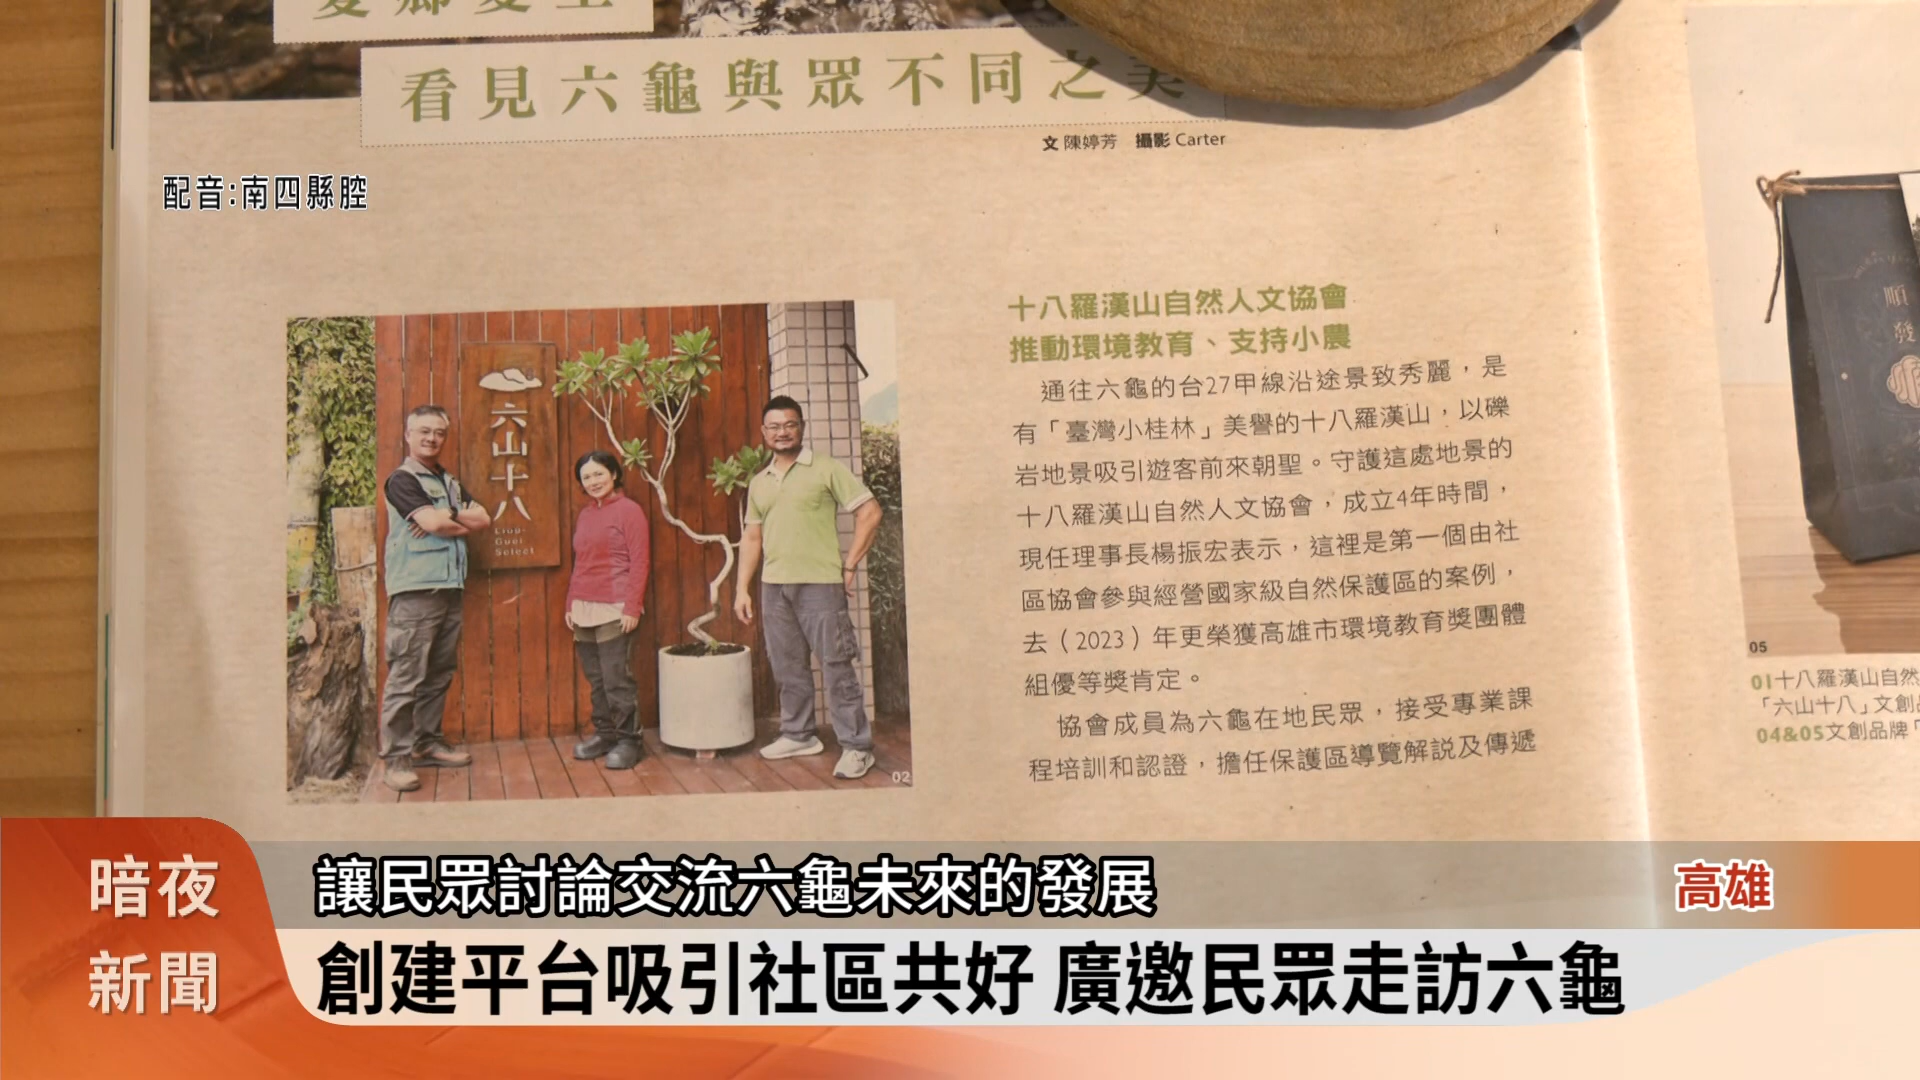 愛鄉愛土
看見六龜與眾不同之美
文 陳婷芳 攝影 Carter
配音:南四縣腔
六山十八
Liou-
Guei
Select
02
十八羅漢山自然人文協會
推動環境教育、支持小農
通往六龜的台27甲線沿途景致秀麗，是
有「臺灣小桂林」美譽的十八羅漢山，以礫
岩地景吸引遊客前來朝聖。守護這處地景的
十八羅漢山自然人文協會，成立4年時間，
現任理事長楊振宏表示，這裡是第一個由社
區協會參與經營國家級自然保護區的案例，
去（2023）年更榮獲高雄市環境教育獎團體
組優等獎肯定。
協會成員為六龜在地民眾，接受專業課
程培訓和認證，擔任保護區導覽解說及傳遞
順
發
05
01十八羅漢山自然
「六山十八」文創
04&05文創品牌「
暗夜
新聞
讓民眾討論交流六龜未來的發展
高雄
創建平台吸引社區共好 廣邀民眾走訪六龜